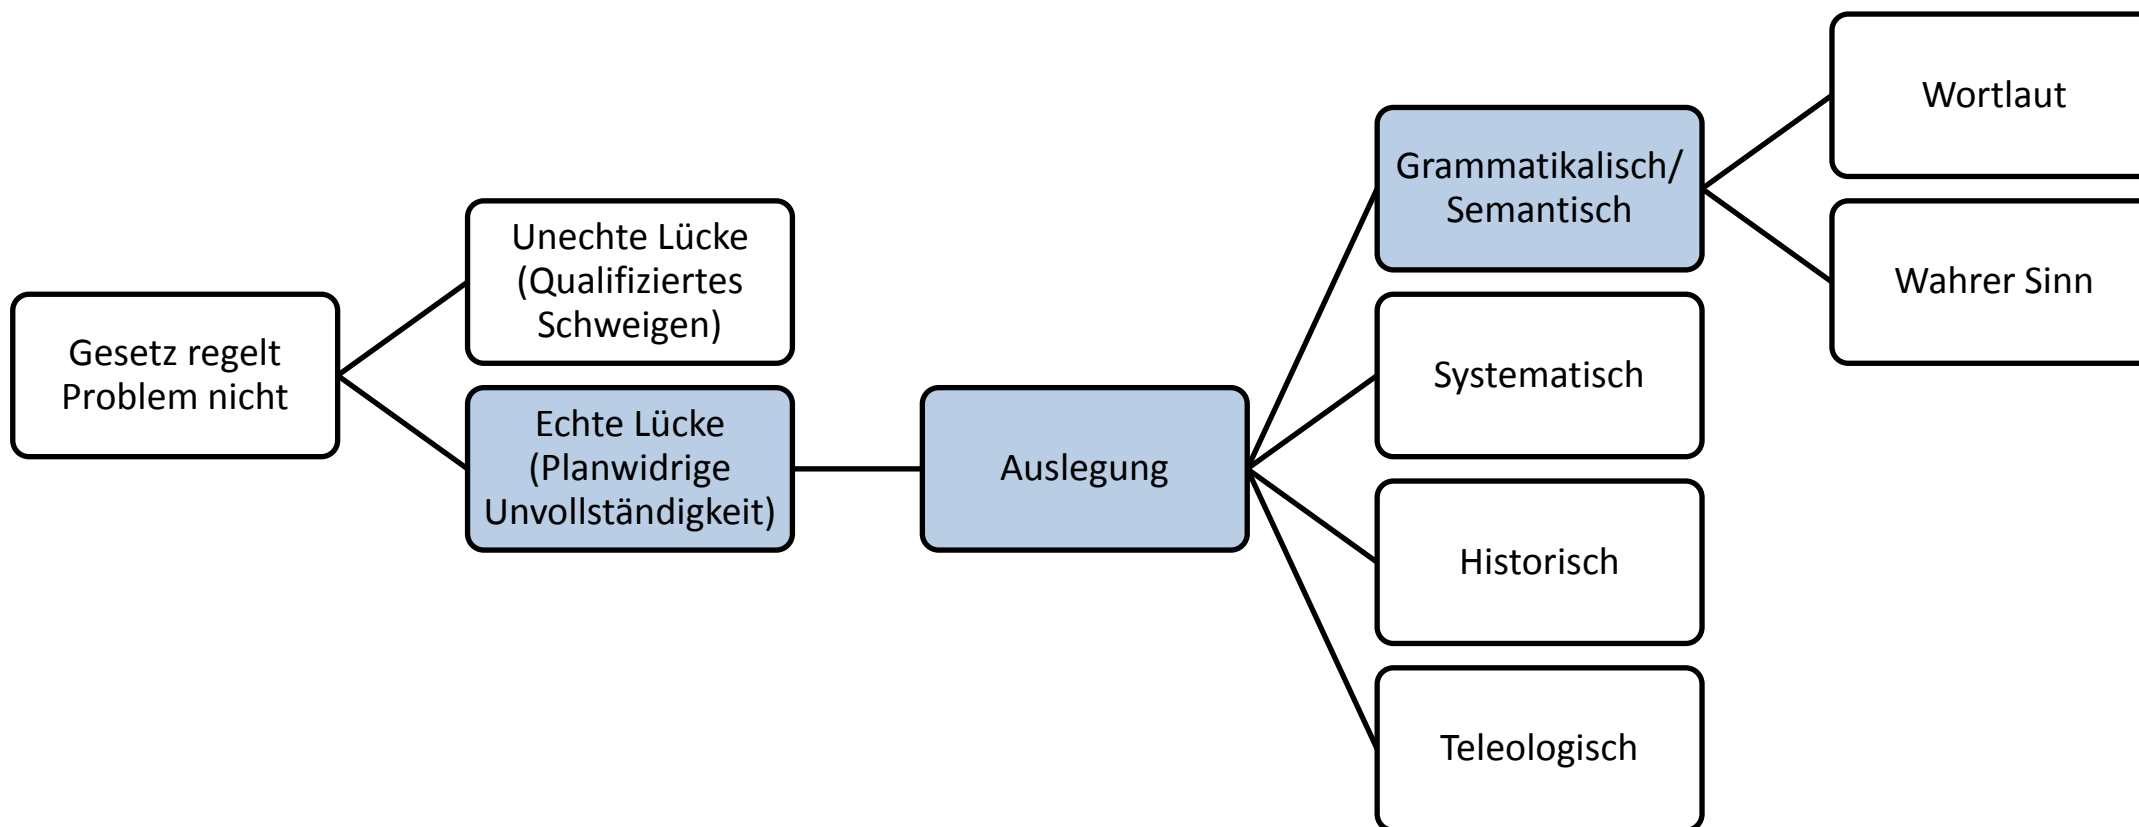 Gesetz regelt
Problem nicht
Unechte Lücke
(Qualifiziertes
Schweigen)
Echte Lücke
(Planwidrige
Unvollständigkeit)
Auslegung
Grammatikalisch/
Semantisch
Systematisch
Historisch
Teleologisch
Wortlaut
Wahrer Sinn